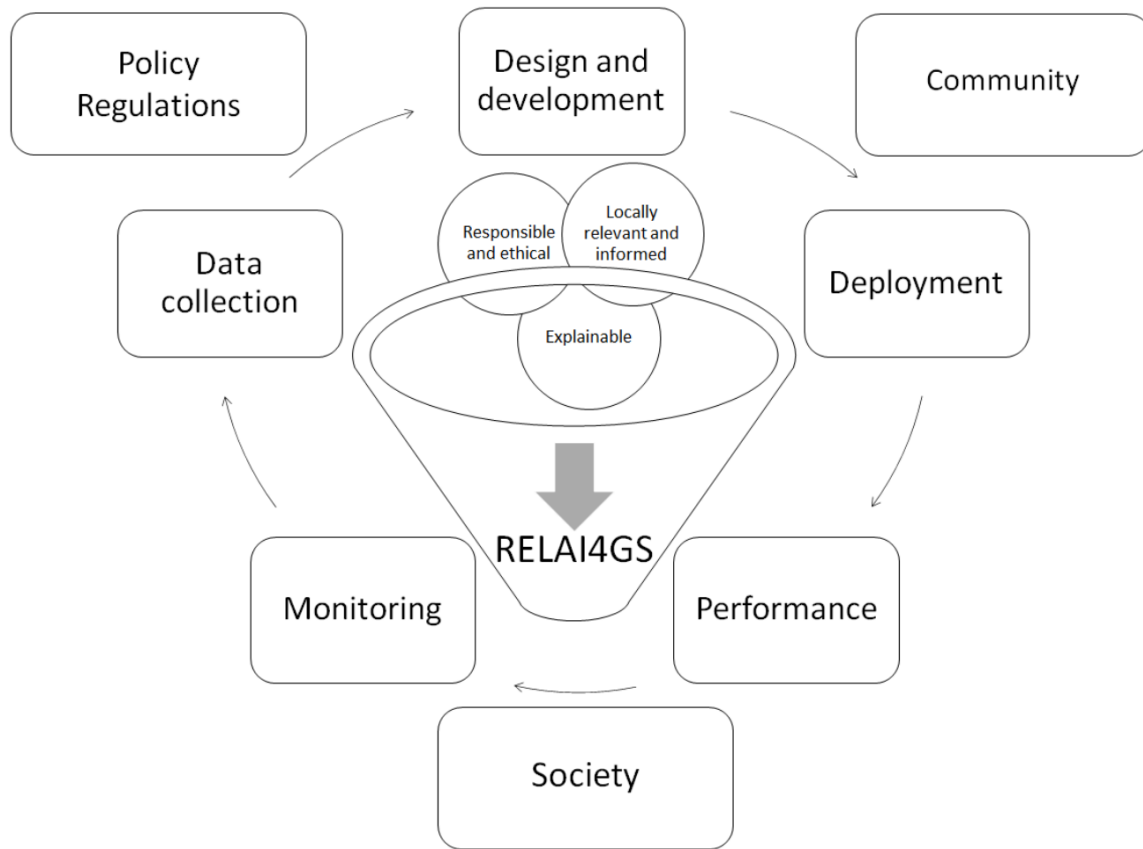 Policy
Regulations
Design and
development
Community
Data
collection
Responsible
and ethical
Locally
relevant and
informed
Explainable
Deployment
RELAI4GS
Monitoring
Performance
Society